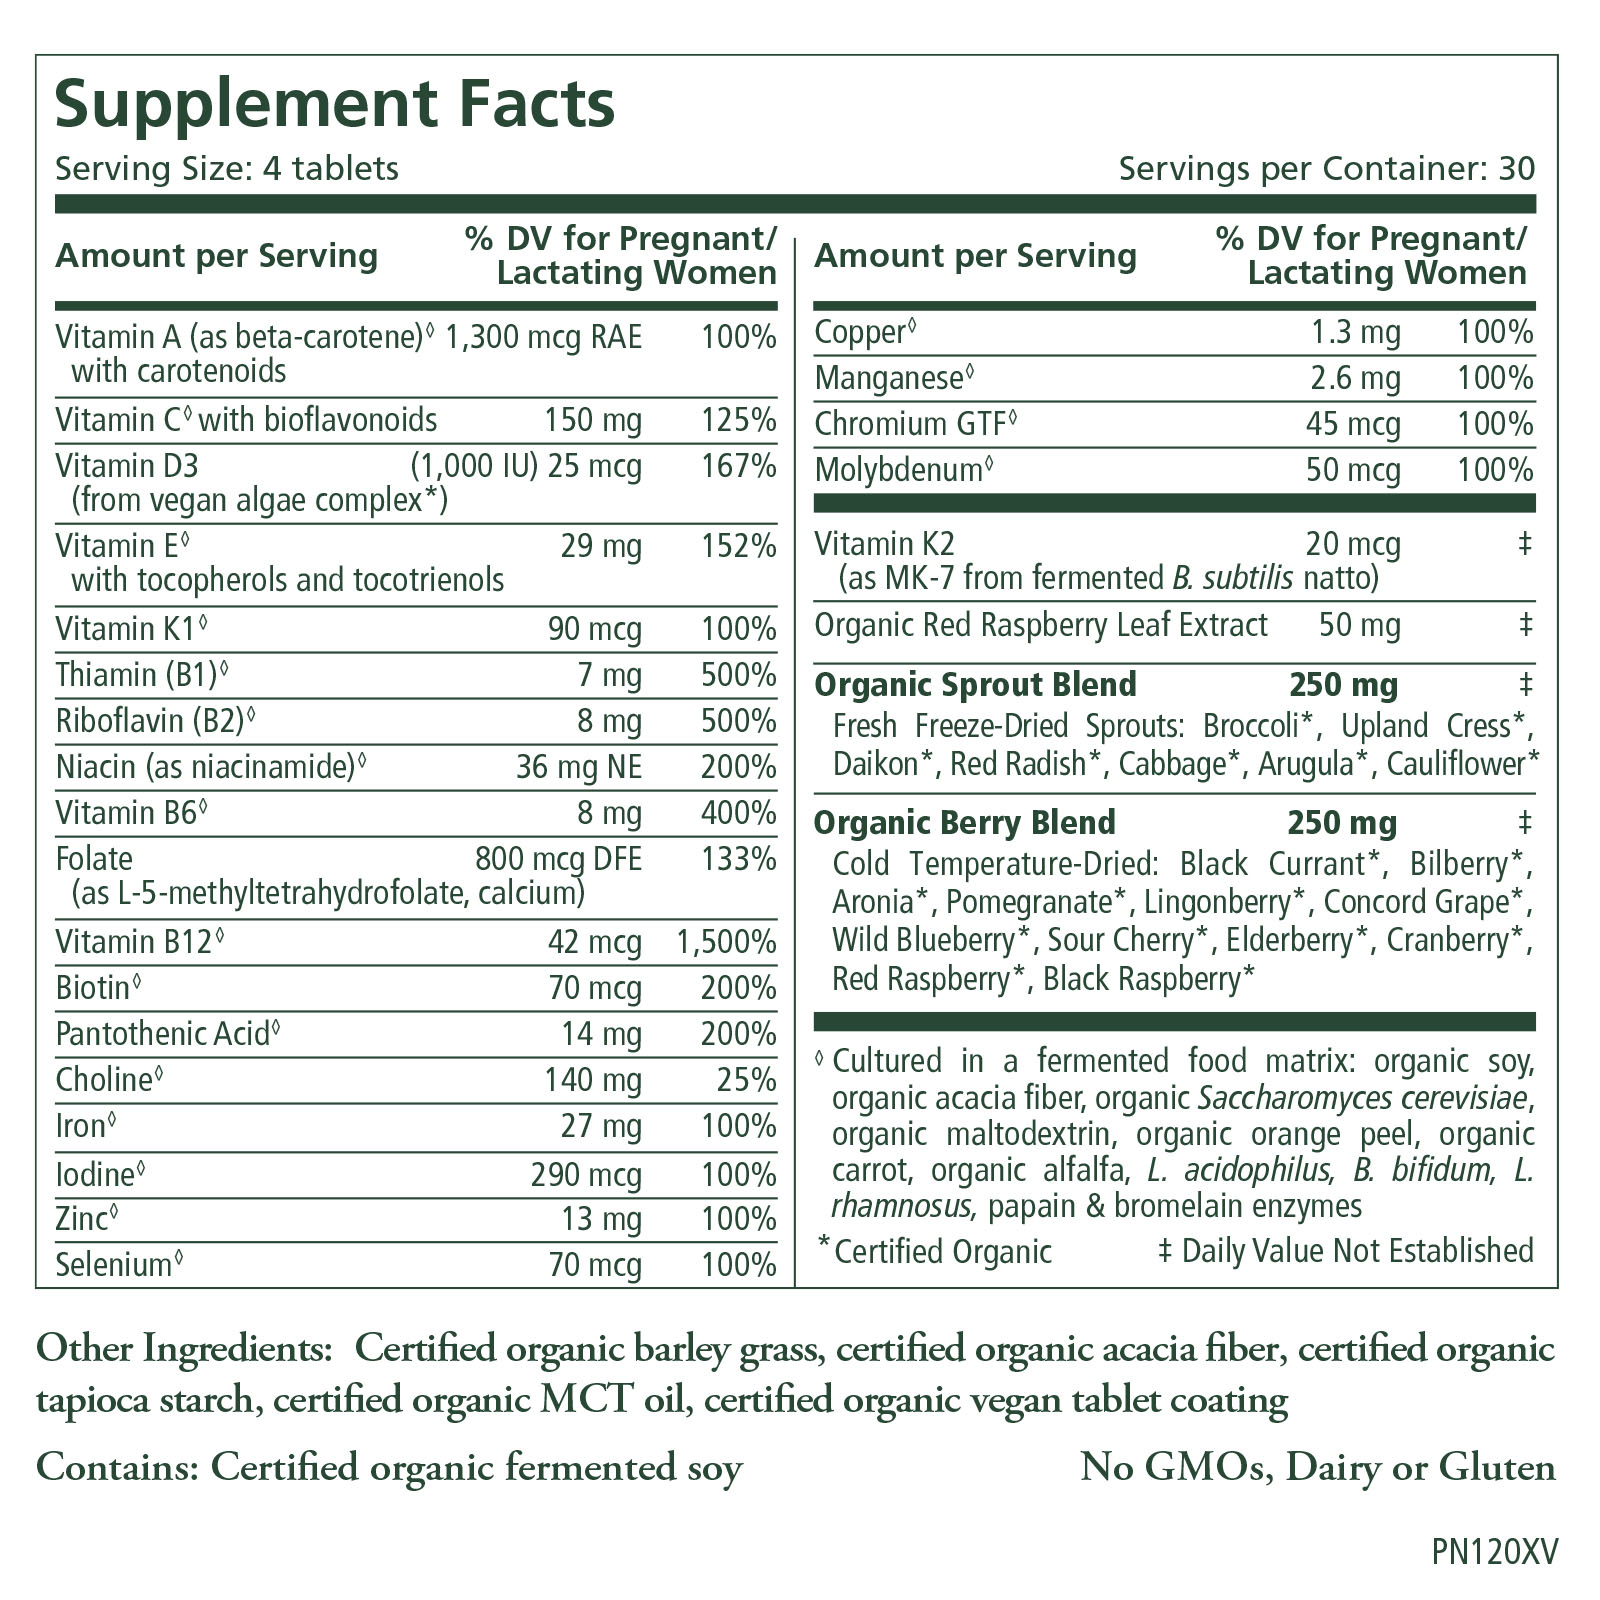 Supplement Facts
Serving Size: 4 tablets Servings per Container: 30
Amount per Serving % DV for Pregnant/
Lactating Women
Vitamin A (as beta-carotene)◊ 1,300 mcg RAE 100%
with carotenoids
Vitamin C◊ with bioflavonoids 150 mg 125%
Vitamin D3 (1,000 IU) 25 mcg 167%
(from vegan algae complex*)
Vitamin E◊ 29 mg 152%
with tocopherols and tocotrienols
Vitamin K1◊ 90 mcg 100%
Thiamin (B1)◊ 7 mg 500%
Riboflavin (B2)◊ 8 mg 500%
Niacin (as niacinamide)◊ 36 mg NE 200%
Vitamin B6◊ 8 mg 400%
Folate 800 mcg DFE 133%
(as L-5-methyltetrahydrofolate, calcium)
Vitamin B12◊ 42 mcg 1,500%
Biotin◊ 70 mcg 200%
Pantothenic Acid◊ 14 mg 200%
Choline◊ 140 mg 25%
Iron◊ 27 mg 100%
Iodine◊ 290 mcg 100%
Zinc◊ 13 mg 100%
Selenium◊ 70 mcg 100%
Amount per Serving % DV for Pregnant/
Lactating Women
Copper◊ 1.3 mg 100%
Manganese◊ 2.6 mg 100%
Chromium GTF◊ 45 mcg 100%
Molybdenum◊ 50 mcg 100%
Vitamin K2 20 mcg ‡
(as MK-7 from fermented B. subtilis natto)
Organic Red Raspberry Leaf Extract 50 mg ‡
Organic Sprout Blend 250 mg ‡
Fresh Freeze-Dried Sprouts: Broccoli*, Upland Cress*,
Daikon*, Red Radish*, Cabbage*, Arugula*, Cauliflower*
Organic Berry Blend 250 mg ‡
Cold Temperature-Dried: Black Currant*, Bilberry*,
Aronia*, Pomegranate*, Lingonberry*, Concord Grape*,
Wild Blueberry*, Sour Cherry*, Elderberry*, Cranberry*,
Red Raspberry*, Black Raspberry*
◊ Cultured in a fermented food matrix: organic soy,
organic acacia fiber, organic Saccharomyces cerevisiae,
organic maltodextrin, organic orange peel, organic
carrot, organic alfalfa, L. acidophilus, B. bifidum, L.
rhamnosus, papain & bromelain enzymes
* Certified Organic ‡ Daily Value Not Established
Other Ingredients: Certified organic barley grass, certified organic acacia fiber, certified organic
tapioca starch, certified organic MCT oil, certified organic vegan tablet coating
Contains: Certified organic fermented soy No GMOs, Dairy or Gluten
PN120XV